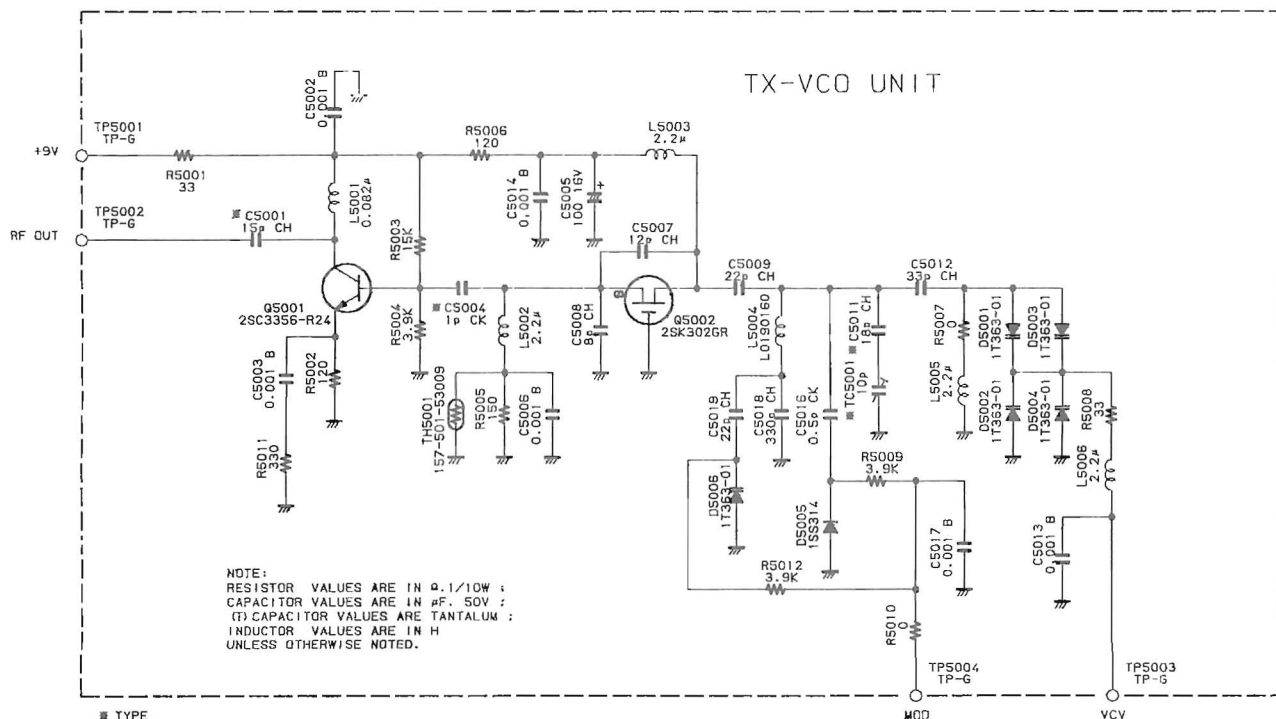 TX-VCO UNIT
TP5001
TP-G
+9V
R5001
33
TP5002
TP-G
RF OUT
※ C5001
15p CH
C5002
0.001 B
L5001
0.082μ
Q5001
2SC3356-R24
C5003
0.001 B
R5002
120
R5011
330
R5003
15K
R5004
3.9K
R5006
120
※ C5004
1p CK
C5014
0.001 B
C5005
100 16V
+
L5003
2.2μ
C5007
12p CH
L5002
2.2μ
C5008
8p CH
Q5002
2SK302GR
TH5001
157-501-53009
R5005
150
C5006
0.001 B
C5009
22p CH
L5004
L0190160
C5019
22p CH
C5018
330p CH
C5016
0.5p CK
※ C5011
18p CH
※ TC5001
10p
C5012
33p CH
R5007
0
L5005
2.2μ
D5001
1T363-01
D5003
1T363-01
D5002
1T363-01
D5004
1T363-01
R5008
33
L5006
2.2μ
D5006
1T363-01
D5005
1SS314
R5009
3.9K
C5017
0.001 B
C5013
0.001 B
R5012
3.9K
R5010
0
TP5004
TP-G
MOD
TP5003
TP-G
VCV
NOTE:
RESISTOR VALUES ARE IN Ω.1/10W ;
CAPACITOR VALUES ARE IN μF. 50V ;
(T)CAPACITOR VALUES ARE TANTALUM ;
INDUCTOR VALUES ARE IN H
UNLESS OTHERWISE NOTED.
※ TYPE